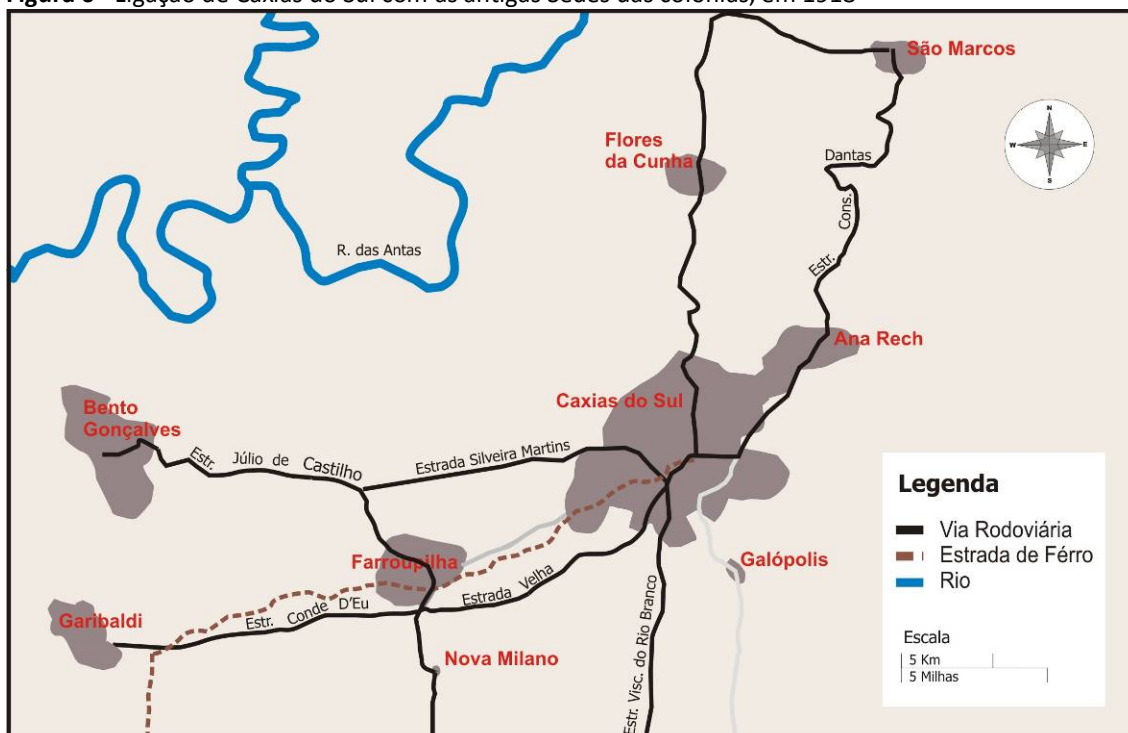 Figura 6 - Ligação de Caxias do Sul com as antigas sedes das colônias, em 1918
São Marcos
Flores
da Cunha
Dantas
Cons.
Estr.
R. das Antas
N
W
E
S
Ana Rech
Caxias do Sul
Bento
Gonçalves
Estr. Júlio de Castilho
Estrada Silveira Martins
Farroupilha
Estrada Velha
Estr. Conde D'Eu
Garibaldi
Nova Milano
Estr. Visc. do Rio Branco
Galópolis
Legenda
Via Rodoviária
Estrada de Férro
Rio
Escala
5 Km
5 Milhas